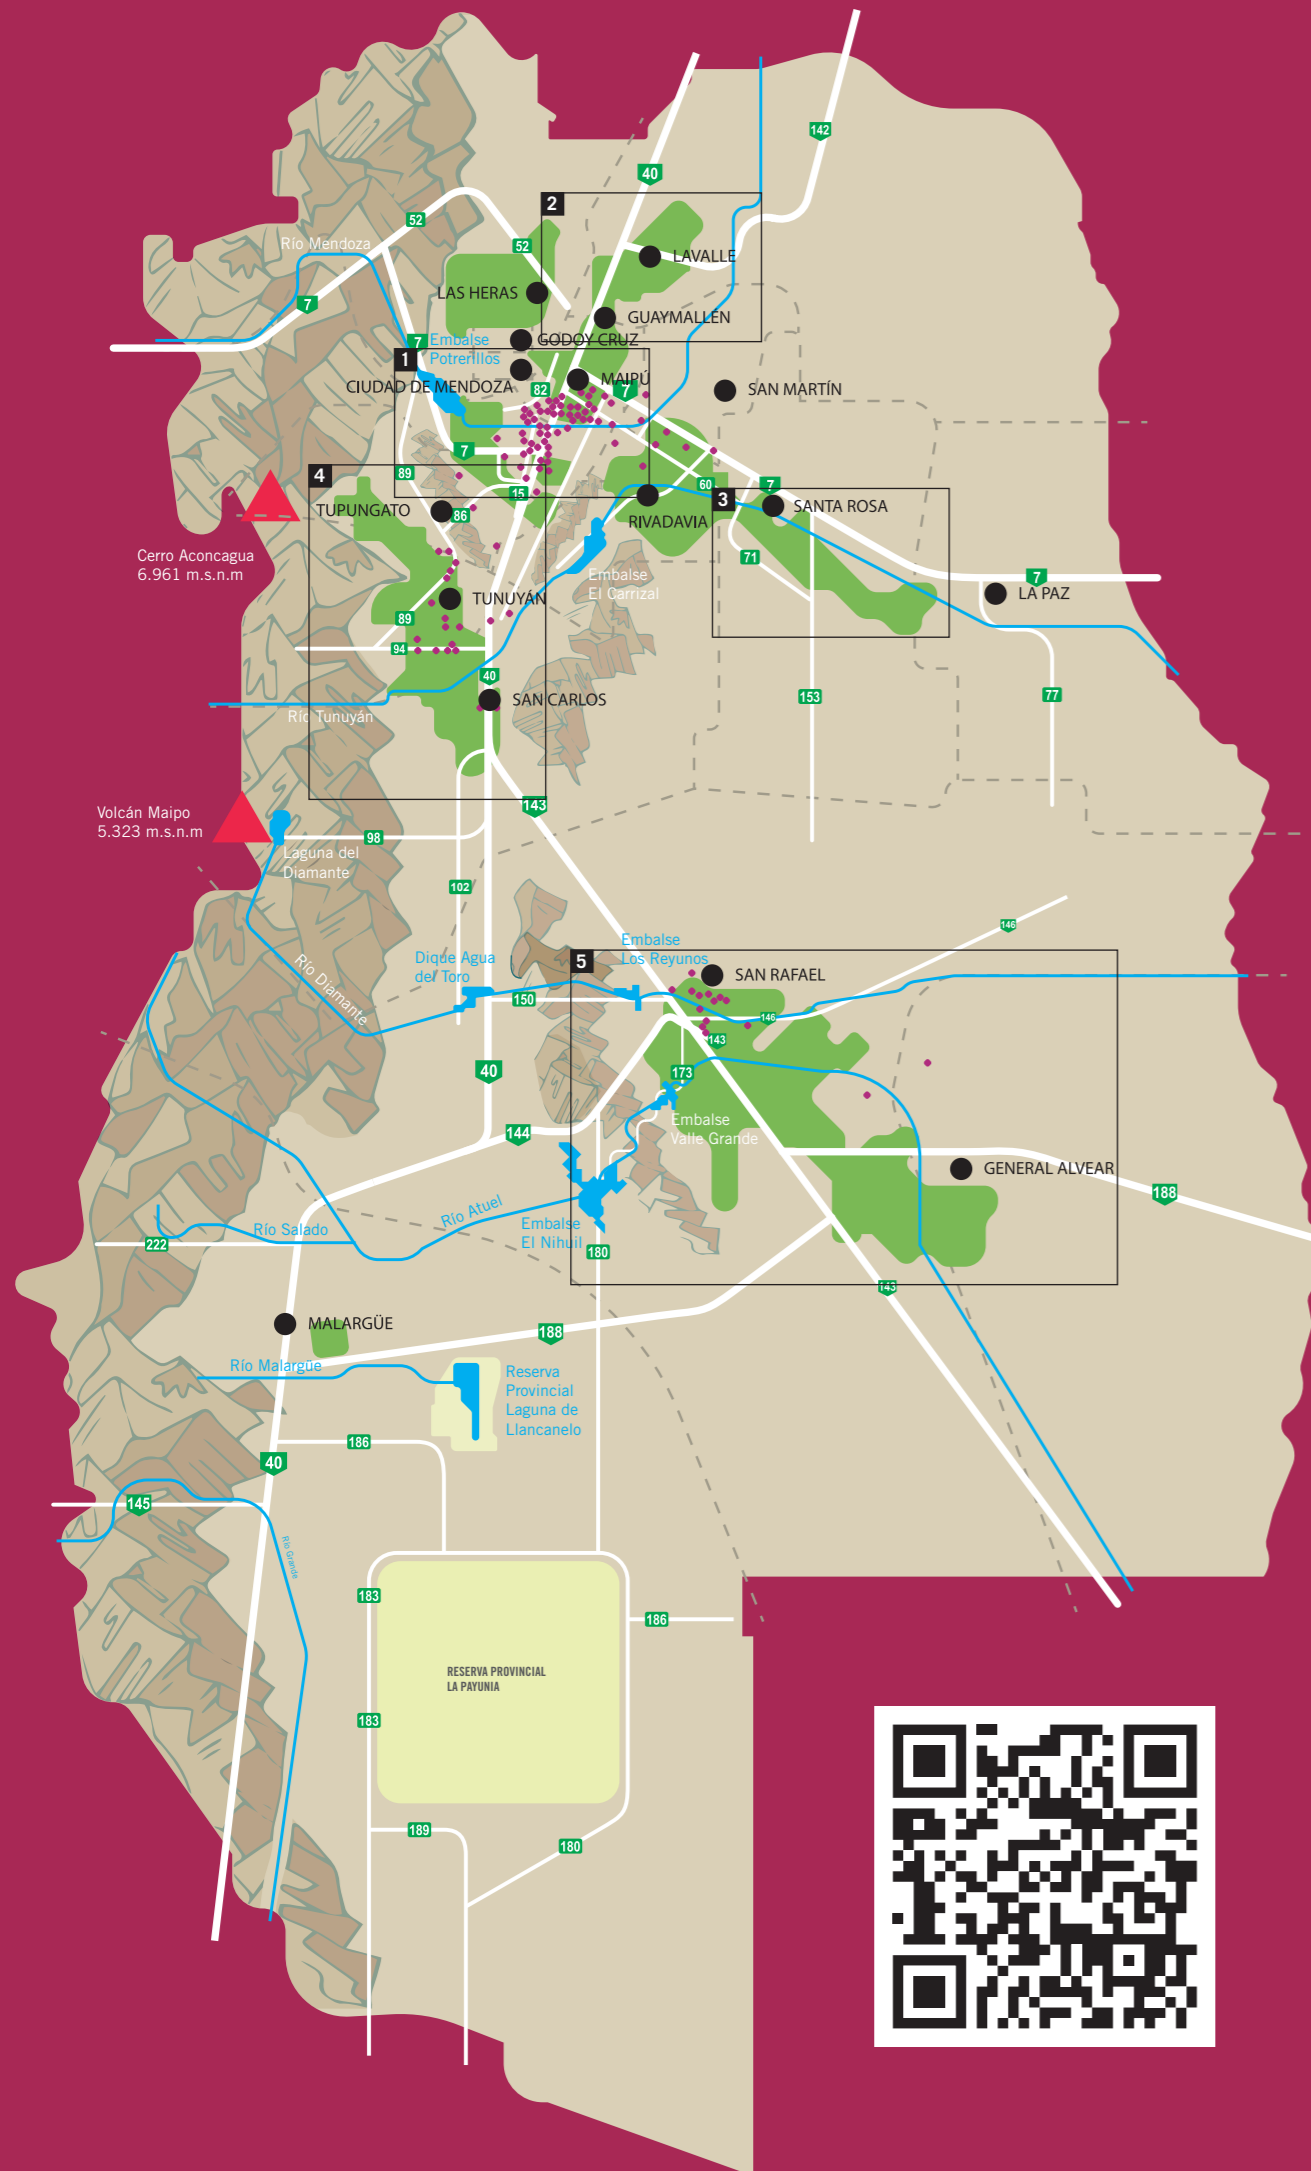 142
40
2
52
Río Mendoza
52
LAVALLE
LAS HERAS
7
GUAYMALLÉN
7
Embalse
Potrerillos
GODOY CRUZ
1
CIUDAD DE MENDOZA
82
MAIPÚ
7
SAN MARTÍN
7
4
89
60
7
15
3
TUPUNGATO
86
RIVADAVIA
SANTA ROSA
Cerro Aconcagua
6.961 m.s.n.m
71
Embalse
El Carrizal
7
LA PAZ
TUNUYÁN
89
94
40
SAN CARLOS
153
77
Río Tunuyán
143
Volcán Maipo
5.323 m.s.n.m
98
Laguna del
Diamante
102
146
Embalse
Los Reyunos
Dique Agua
del Toro
5
SAN RAFAEL
Río Diamante
150
146
143
40
173
Embalse
Valle Grande
144
GENERAL ALVEAR
188
Río Atuel
Río Salado
222
Embalse
El Nihuil
180
143
MALARGÜE
188
Río Malargüe
Reserva
Provincial
Laguna de
Llancanelo
186
40
145
Río Grande
183
186
RESERVA PROVINCIAL
LA PAYUNIA
183
189
180